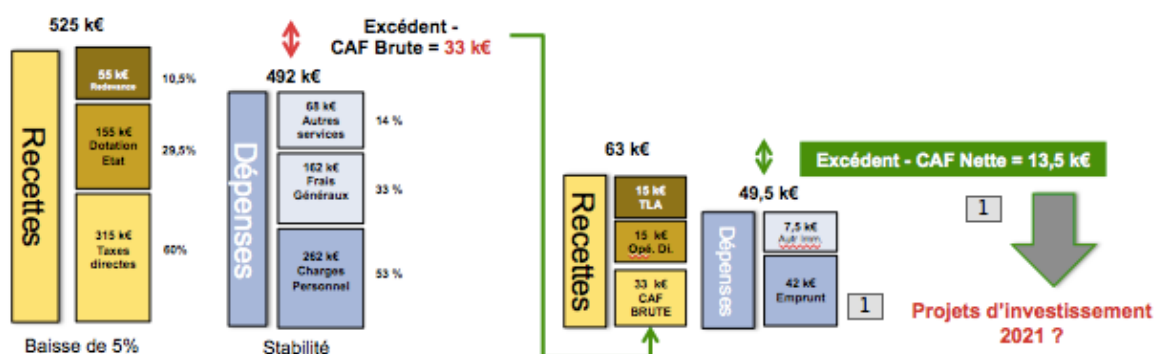 525 k€
Recettes
55 k€
Redevance
10,5%
155 k€
Dotation
Etat
29,5%
315 k€
Taxes
directes
60%
Baisse de 5%
492 k€
Dépenses
68 k€
Autres
services
14 %
162 k€
Frais
Généraux
33 %
262 k€
Charges
Personnel
53 %
Stabilité
Excédent -
CAF Brute = 33 k€
63 k€
Recettes
15 k€
TLA
15 k€
Opé. Di.
33 k€
CAF
BRUTE
49,5 k€
Dépenses
7,5 k€
Autr Imm.
42 k€
Emprunt
1
Excédent - CAF Nette = 13,5 k€
1
Projets d'investissement
2021 ?